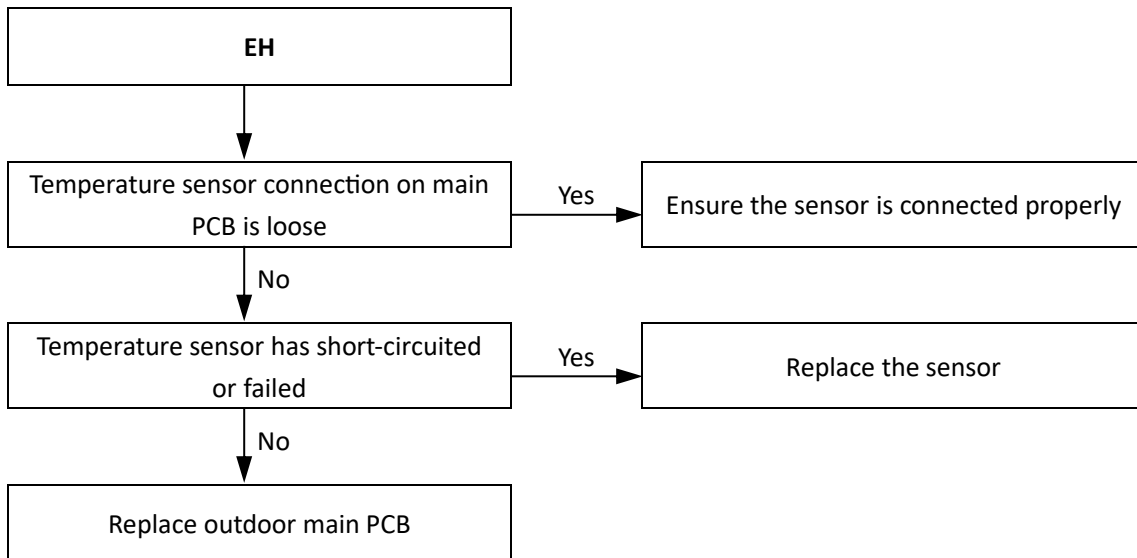 EH
Temperature sensor connection on main
PCB is loose
Yes
Ensure the sensor is connected properly
No
Temperature sensor has short-circuited
or failed
Yes
Replace the sensor
No
Replace outdoor main PCB